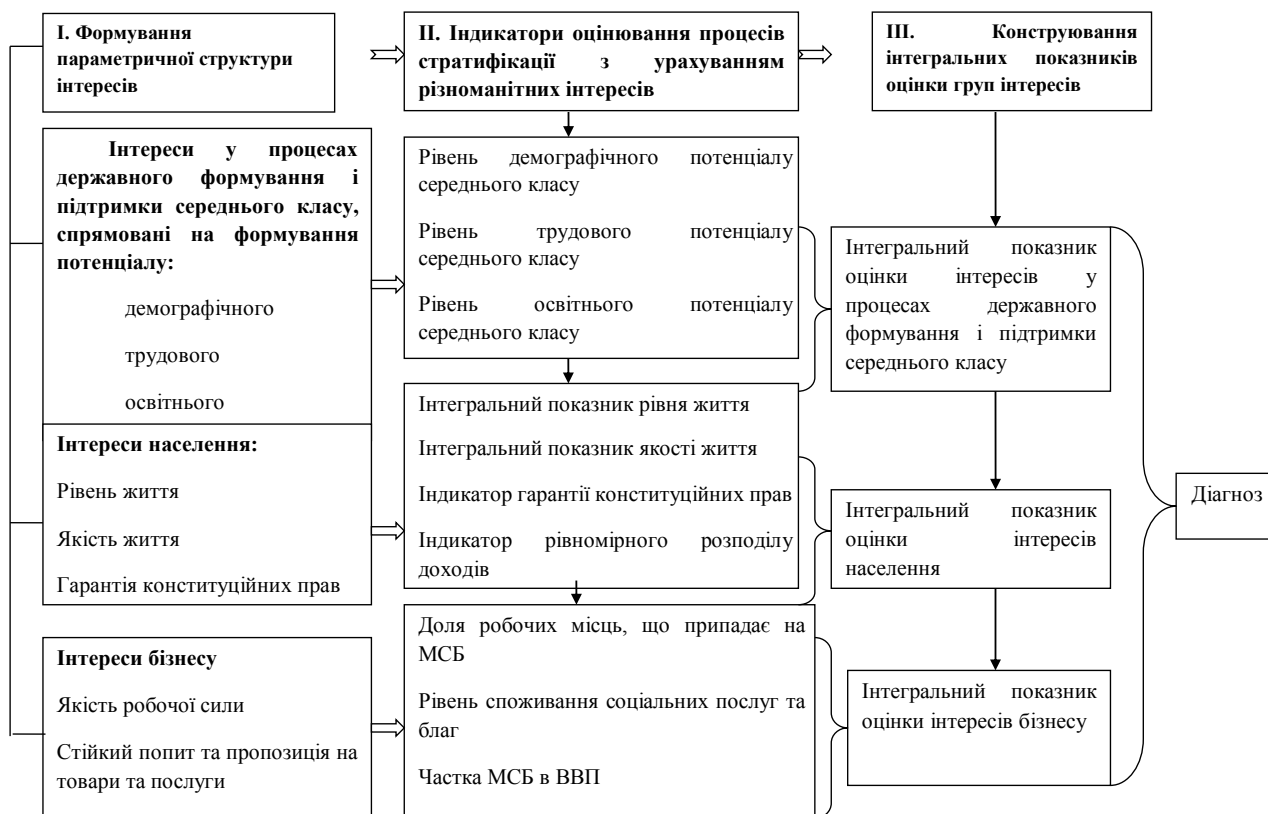 І. Формування
параметричної структури
інтересів
ІІ. Індикатори оцінювання процесів
стратифікації з урахуванням
різноманітних інтересів
ІІІ. Конструювання
інтегральних показників
оцінки груп інтересів
Інтереси у процесах
державного формування і
підтримки середнього класу,
спрямовані на формування
потенціалу:
демографічного
трудового
освітнього
Рівень демографічного потенціалу
середнього класу
Рівень трудового потенціалу
середнього класу
Рівень освітнього потенціалу
середнього класу
Інтегральний показник
оцінки інтересів у
процесах державного
формування і підтримки
середнього класу
Інтереси населення:
Рівень життя
Якість життя
Гарантія конституційних прав
Інтегральний показник рівня життя
Інтегральний показник якості життя
Індикатор гарантії конституційних прав
Індикатор рівномірного розподілу
доходів
Інтегральний показник
оцінки інтересів
населення
Діагноз
Інтереси бізнесу
Якість робочої сили
Стійкий попит та пропозиція на
товари та послуги
Доля робочих місць, що припадає на
МСБ
Рівень споживання соціальних послуг та
благ
Частка МСБ в ВВП
Інтегральний показник
оцінки інтересів бізнесу